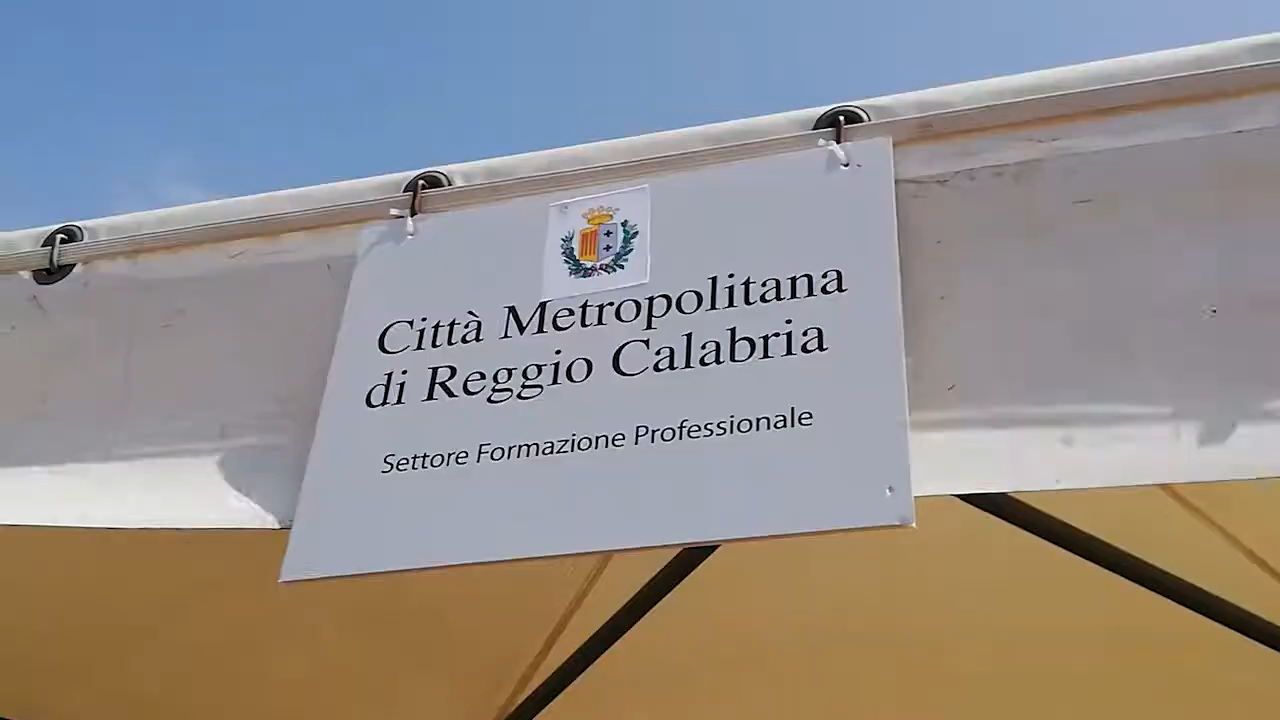 Città Metropolitana
di Reggio Calabria
Settore Formazione Professionale